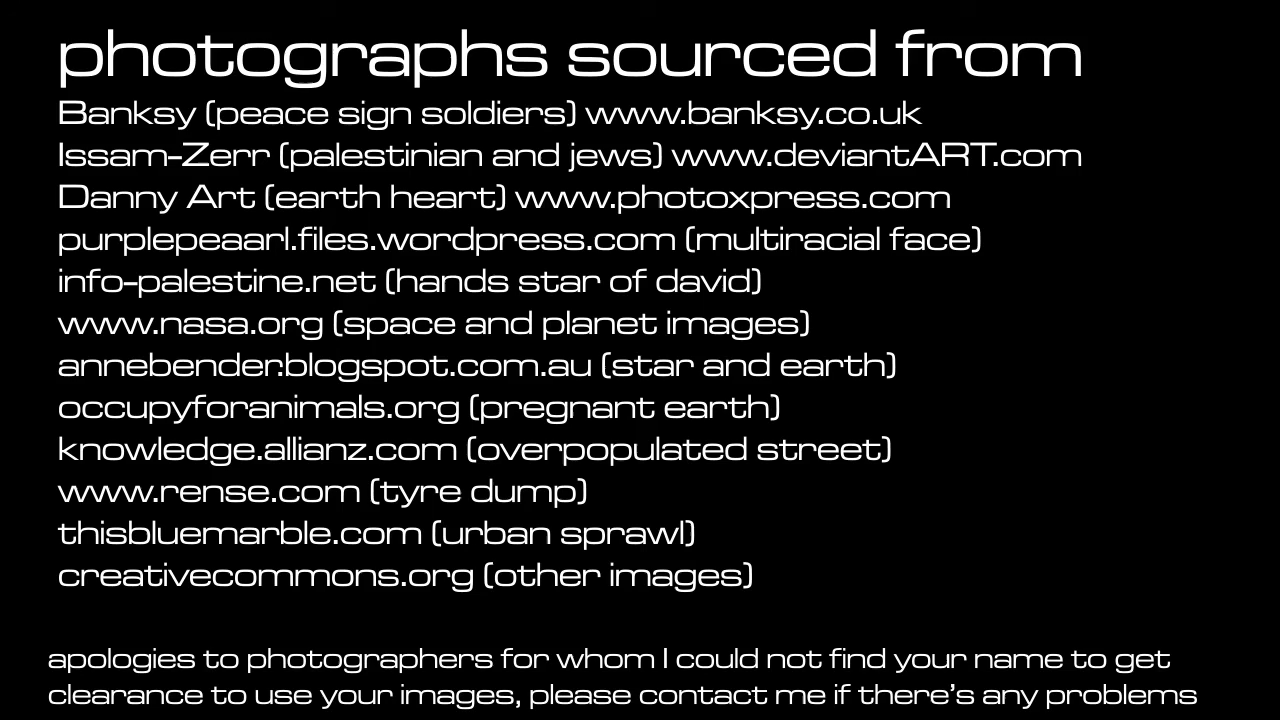 photographs sourced from
Banksy (peace sign soldiers) www.banksy.co.uk
Issam-Zerr (palestinian and jews) www.deviantART.com
Danny Art (earth heart) www.photoxpress.com
purplepeaarl.files.wordpress.com (multiracial face)
info-palestine.net (hands star of david)
www.nasa.org (space and planet images)
annebender.blogspot.com.au (star and earth)
occupyforanimals.org (pregnant earth)
knowledge.allianz.com (overpopulated street)
www.rense.com (tyre dump)
thisbluemarble.com (urban sprawl)
creativecommons.org (other images)
apologies to photographers for whom I could not find your name to get
clearance to use your images, please contact me if there's any problems